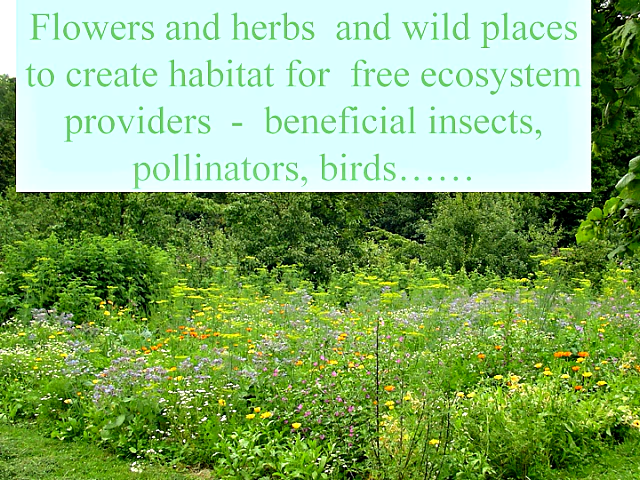 Flowers and herbs and wild places
to create habitat for free ecosystem
providers - beneficial insects,
pollinators, birds……